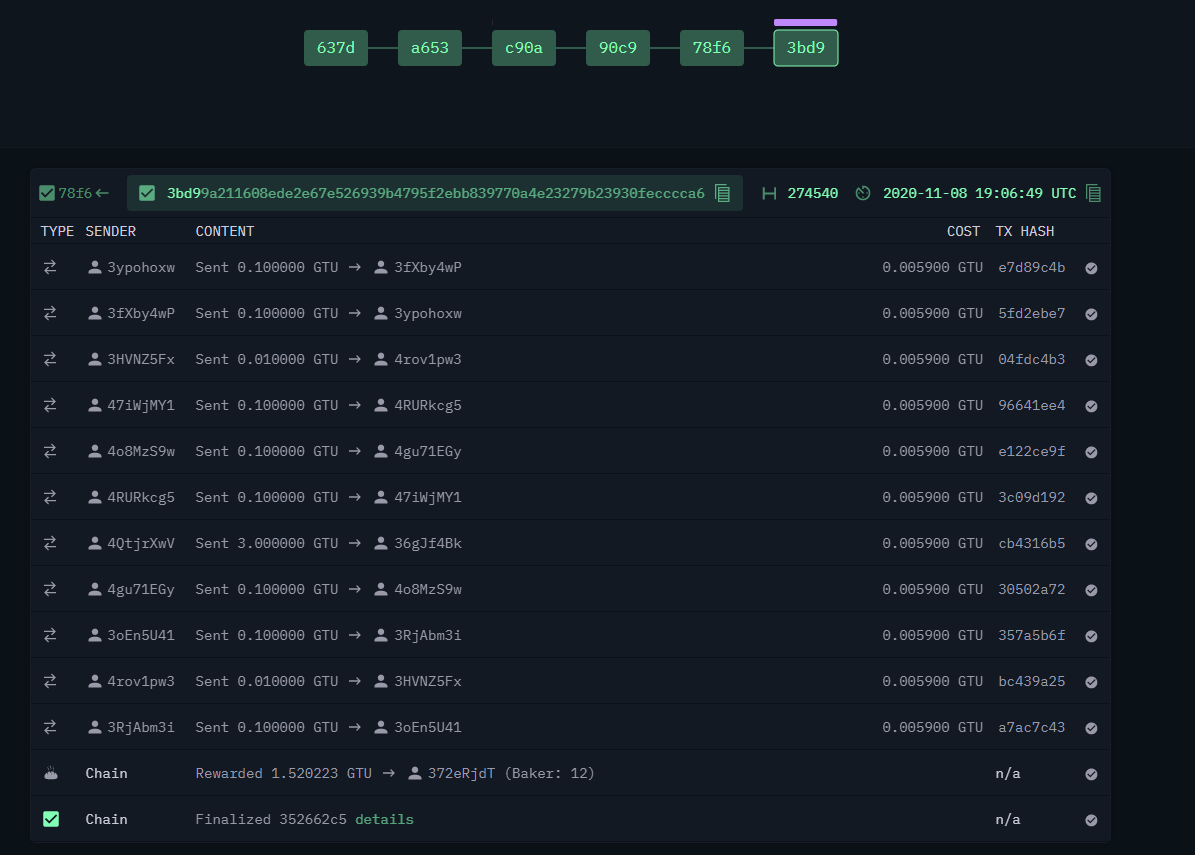 637d a653 c90a 90c9 78f6 3bd9
78f6 3bd99a211608ede2e67e526939b4795f2ebb839770a4e23279b23930fecccca6 274540 2020-11-08 19:06:49 UTC
TYPE SENDER CONTENT COST TX HASH
3ypohoxw Sent 0.100000 GTU → 3fXby4wP 0.005900 GTU e7d89c4b
3fXby4wP Sent 0.100000 GTU → 3ypohoxw 0.005900 GTU 5fd2ebe7
3HVNZ5Fx Sent 0.010000 GTU → 4rov1pw3 0.005900 GTU 04fdc4b3
47iWjMY1 Sent 0.100000 GTU → 4RURkcg5 0.005900 GTU 96641ee4
4o8MzS9w Sent 0.100000 GTU → 4gu71EGy 0.005900 GTU e122ce9f
4RURkcg5 Sent 0.100000 GTU → 47iWjMY1 0.005900 GTU 3c09d192
4QtjrXwV Sent 3.000000 GTU → 36gJf4Bk 0.005900 GTU cb4316b5
4gu71EGy Sent 0.100000 GTU → 4o8MzS9w 0.005900 GTU 30502a72
3oEn5U41 Sent 0.100000 GTU → 3RjAbm3i 0.005900 GTU 357a5b6f
4rov1pw3 Sent 0.010000 GTU → 3HVNZ5Fx 0.005900 GTU bc439a25
3RjAbm3i Sent 0.100000 GTU → 3oEn5U41 0.005900 GTU a7ac7c43
Chain Rewarded 1.520223 GTU → 372eRjdT (Baker: 12) n/a
Chain Finalized 352662c5 details n/a